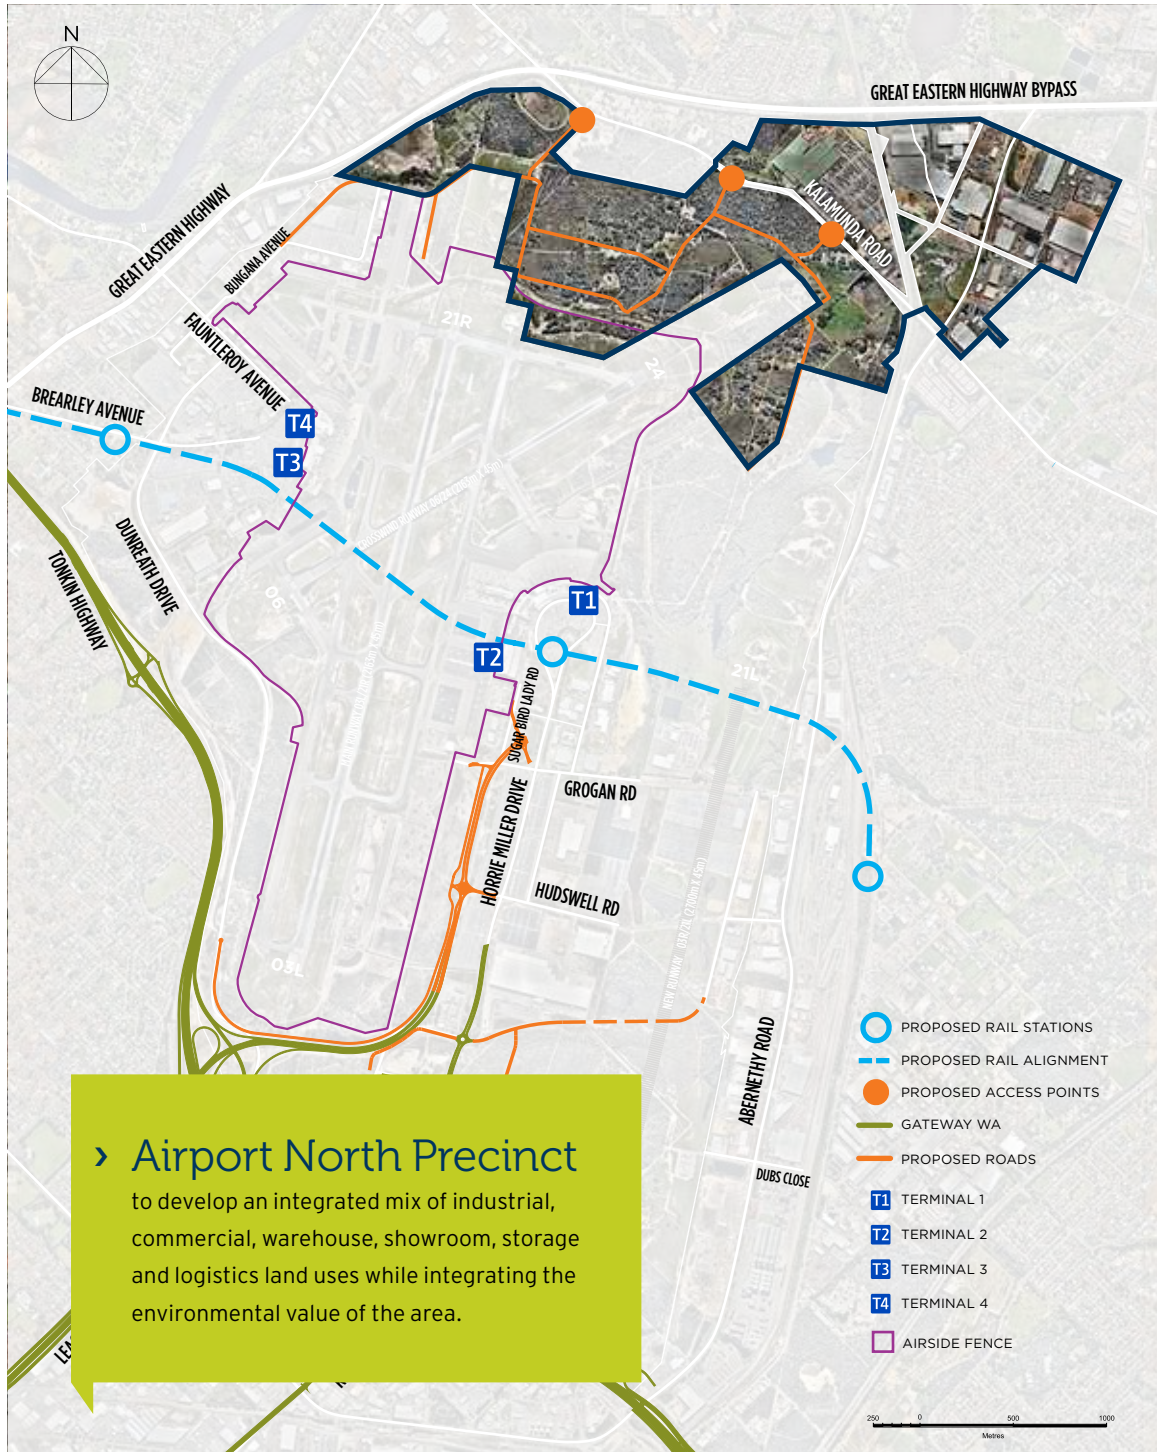 N
GREAT EASTERN HIGHWAY BYPASS
KALAMUNDA ROAD
GREAT EASTERN HIGHWAY
BUNGANA AVENUE
21R
FAUNTLEROY AVENUE
24
BREARLEY AVENUE
T4
T3
DUNREATH DRIVE
TONKIN HIGHWAY
06
T1
T2
21L
SUGAR BIRD LADY RD
GROGAN RD
HORRIE MILLER DRIVE
HUDSWELL RD
NEW RUNWAY
03L
ABERNETHY ROAD
DUBS CLOSE
PROPOSED RAIL STATIONS
PROPOSED RAIL ALIGNMENT
PROPOSED ACCESS POINTS
GATEWAY WA
PROPOSED ROADS
T1 TERMINAL 1
T2 TERMINAL 2
T3 TERMINAL 3
T4 TERMINAL 4
AIRSIDE FENCE
› Airport North Precinct
to develop an integrated mix of industrial,
commercial, warehouse, showroom, storage
and logistics land uses while integrating the
environmental value of the area.
250 0 500 1000
Metres